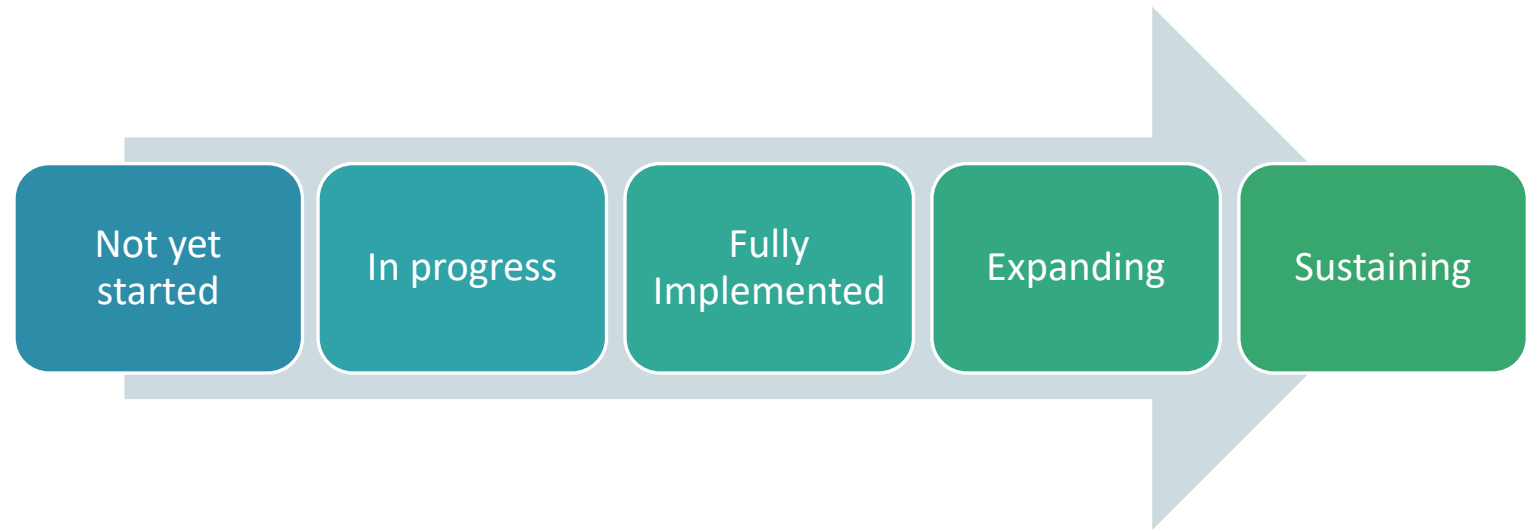 Not yet
started
In progress
Fully
Implemented
Expanding
Sustaining